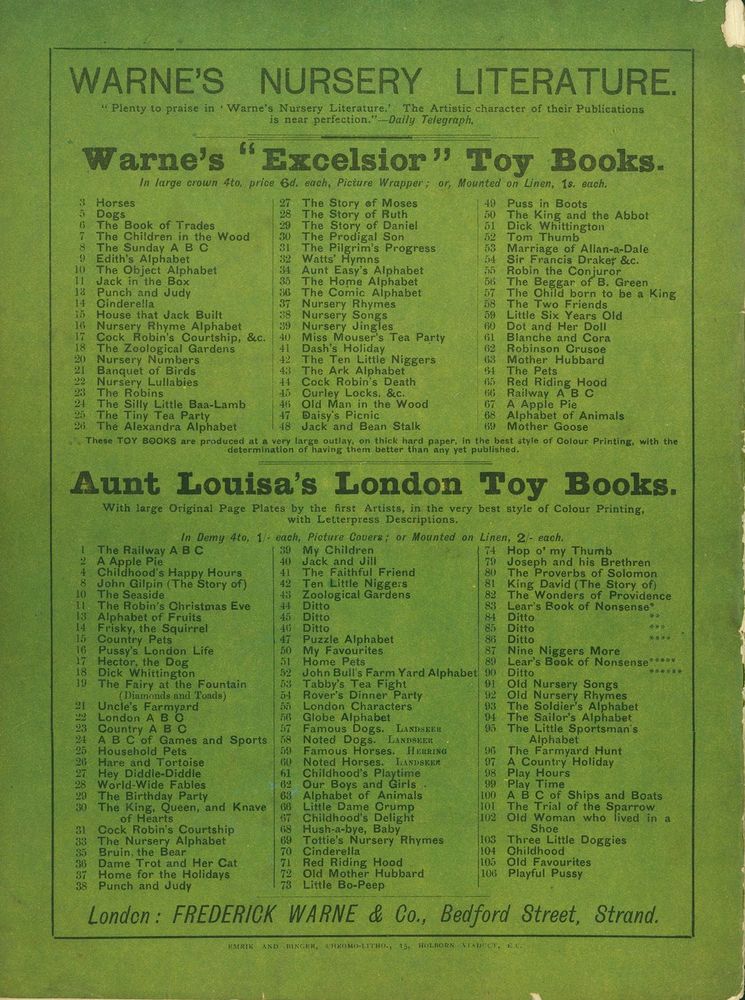 WARNE'S NURSERY LITERATURE.
" Plenty to praise in ' Warne's Nursery Literature.' The Artistic character of their Publications
is near perfection."—Daily Telegraph.
Warne's "Excelsior" Toy Books.
In large crown 4to, price 6d. each, Picture Wrapper; or, Mounted on Linen, 1s. each.
3 Horses
5 Dogs
6 The Book of Trades
7 The Children in the Wood
8 The Sunday A B C
9 Edith's Alphabet
10 The Object Alphabet
11 Jack in the Box
12 Punch and Judy
14 Cinderella
15 House that Jack Built
16 Nursery Rhyme Alphabet
17 Cock Robin's Courtship, &c.
18 The Zoological Gardens
20 Nursery Numbers
21 Banquet of Birds
22 Nursery Lullabies
23 The Robins
24 The Silly Little Baa-Lamb
25 The Tiny Tea Party
26 The Alexandra Alphabet
27 The Story of Moses
28 The Story of Ruth
29 The Story of Daniel
30 The Prodigal Son
31 The Pilgrim's Progress
32 Watts' Hymns
34 Aunt Easy's Alphabet
35 The Home Alphabet
36 The Comic Alphabet
37 Nursery Rhymes
38 Nursery Songs
39 Nursery Jingles
40 Miss Mouser's Tea Party
41 Dash's Holiday
42 The Ten Little Niggers
43 The Ark Alphabet
44 Cock Robin's Death
45 Curley Locks, &c.
46 Old Man in the Wood
47 Daisy's Picnic
48 Jack and Bean Stalk
49 Puss in Boots
50 The King and the Abbot
51 Dick Whittington
52 Tom Thumb
53 Marriage of Allan-a-Dale
54 Sir Francis Drake, &c.
55 Robin the Conjuror
56 The Beggar of B. Green
57 The Child born to be a King
58 The Two Friends
59 Little Six Years Old
60 Dot and Her Doll
61 Blanche and Cora
62 Robinson Crusoe
63 Mother Hubbard
64 The Pets
65 Red Riding Hood
66 Railway A B C
67 A Apple Pie
68 Alphabet of Animals
69 Mother Goose
These TOY BOOKS are produced at a very large outlay, on thick hard paper, in the best style of Colour Printing, with the
determination of having them better than any yet published.
Aunt Louisa's London Toy Books.
With large Original Page Plates by the first Artists, in the very best style of Colour Printing,
with Letterpress Descriptions.
In Demy 4to, 1/- each, Picture Covers; or Mounted on Linen, 2/- each.
1 The Railway A B C
2 A Apple Pie
4 Childhood's Happy Hours
8 John Gilpin (The Story of)
10 The Seaside
11 The Robin's Christmas Eve
13 Alphabet of Fruits
14 Frisky, the Squirrel
15 Country Pets
16 Pussy's London Life
17 Hector, the Dog
18 Dick Whittington
19 The Fairy at the Fountain
(Diamonds and Toads)
21 Uncle's Farmyard
22 London A B C
23 Country A B C
24 A B C of Games and Sports
25 Household Pets
26 Hare and Tortoise
27 Hey Diddle-Diddle
28 World-Wide Fables
29 The Birthday Party
30 The King, Queen, and Knave
of Hearts
31 Cock Robin's Courtship
33 The Nursery Alphabet
35 Bruin, the Bear
36 Dame Trot and Her Cat
37 Home for the Holidays
38 Punch and Judy
39 My Children
40 Jack and Jill
41 The Faithful Friend
42 Ten Little Niggers
43 Zoological Gardens
44 Ditto
45 Ditto
46 Ditto
47 Puzzle Alphabet
50 My Favourites
51 Home Pets
52 John Bull's Farm Yard Alphabet
53 Tabby's Tea Fight
54 Rover's Dinner Party
55 London Characters
56 Globe Alphabet
57 Famous Dogs. LANDSEER
58 Noted Dogs. LANDSEER
59 Famous Horses. HERRING
60 Noted Horses. LANDSEER
61 Childhood's Playtime
62 Our Boys and Girls
63 Alphabet of Animals
66 Little Dame Crump
67 Childhood's Delight
68 Hush-a-bye, Baby
69 Tottie's Nursery Rhymes
70 Cinderella
71 Red Riding Hood
72 Old Mother Hubbard
73 Little Bo-Peep
74 Hop o' my Thumb
79 Joseph and his Brethren
80 The Proverbs of Solomon
81 King David (The Story of)
82 The Wonders of Providence
83 Lear's Book of Nonsense*
84 Ditto **
85 Ditto ***
86 Ditto ****
87 Nine Niggers More
89 Lear's Book of Nonsense*****
90 Ditto ******
91 Old Nursery Songs
92 Old Nursery Rhymes
93 The Soldier's Alphabet
94 The Sailor's Alphabet
95 The Little Sportsman's
Alphabet
96 The Farmyard Hunt
97 A Country Holiday
98 Play Hours
99 Play Time
100 A B C of Ships and Boats
101 The Trial of the Sparrow
102 Old Woman who lived in a
Shoe
103 Three Little Doggies
104 Childhood
105 Old Favourites
106 Playful Pussy
London: FREDERICK WARNE & Co., Bedford Street, Strand.
EMRIK AND BINGER, CHROMO-LITHO., 15, HOLBORN VIADUCT, E.C.